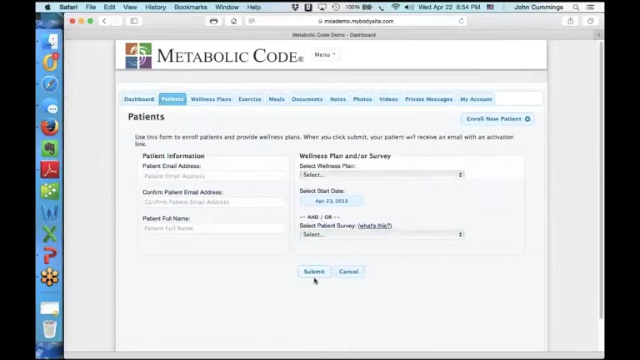 Safari File Edit View History Bookmarks Window Help
100% Wed Apr 22 8:54 PM John Cummings
mcademo.mybodysite.com
Metabolic Code Demo - Dashboard
METABOLIC CODE®
Menu
Dashboard Patients Wellness Plans Exercise Meals Documents Notes Photos Videos Private Messages My Account
Patients
Enroll New Patient
Use this form to enroll patients and provide wellness plans. When you click submit, your patient will receive an email with an activation
link.
Patient Information
Patient Email Address:
Patient Email Address
Confirm Patient Email Address:
Confirm Patient Email Address
Patient Full Name:
Patient Full Name
Wellness Plan and/or Survey
Select Wellness Plan:
Select...
Select Start Date:
Apr 23, 2015
-- AND / OR --
Select Patient Survey: (what's this?)
Select...
Submit Cancel